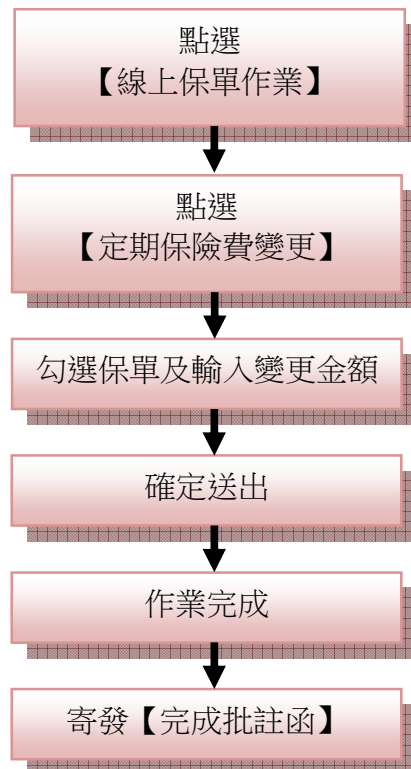 點選
【線上保單作業】
點選
【定期保險費變更】
勾選保單及輸入變更金額
確定送出
作業完成
寄發【完成批註函】